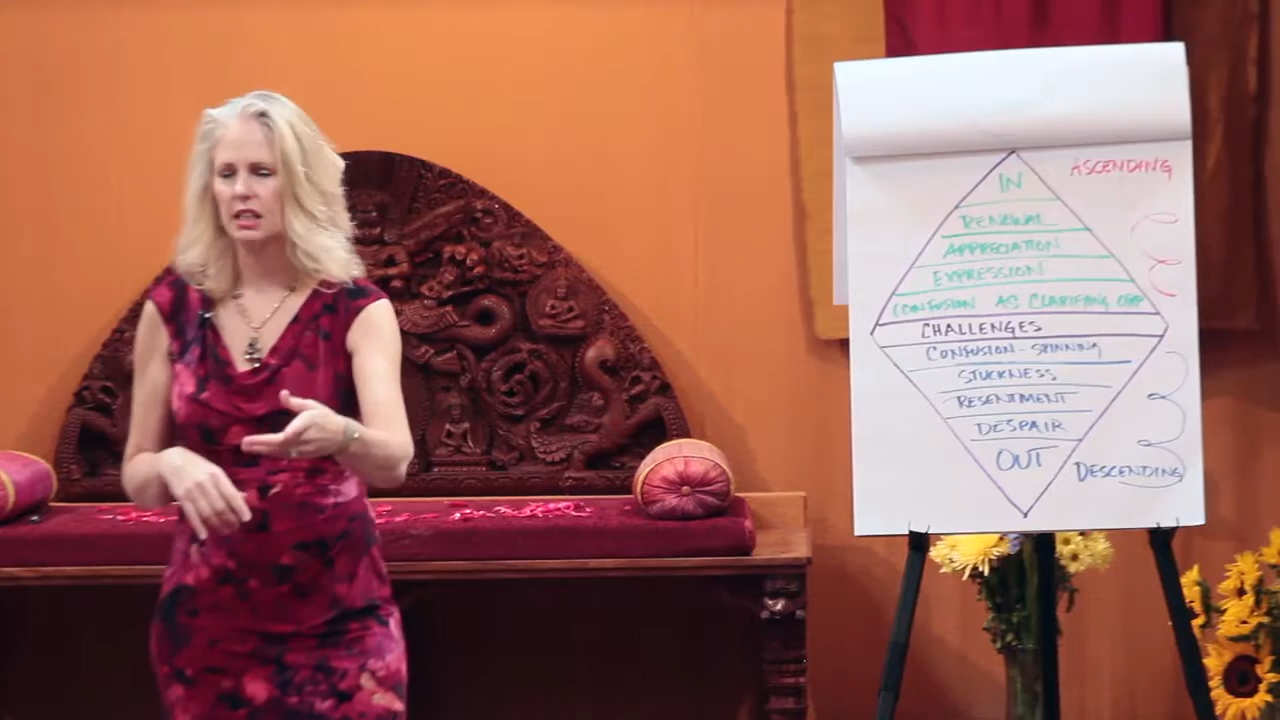 IN
ASCENDING
RENEWAL
APPRECIATION
EXPRESSION
CONFUSION AS CLARIFYING
CHALLENGES
CONFUSION - SPINNING
STUCKNESS
RESENTMENT
DESPAIR
OUT
DESCENDING